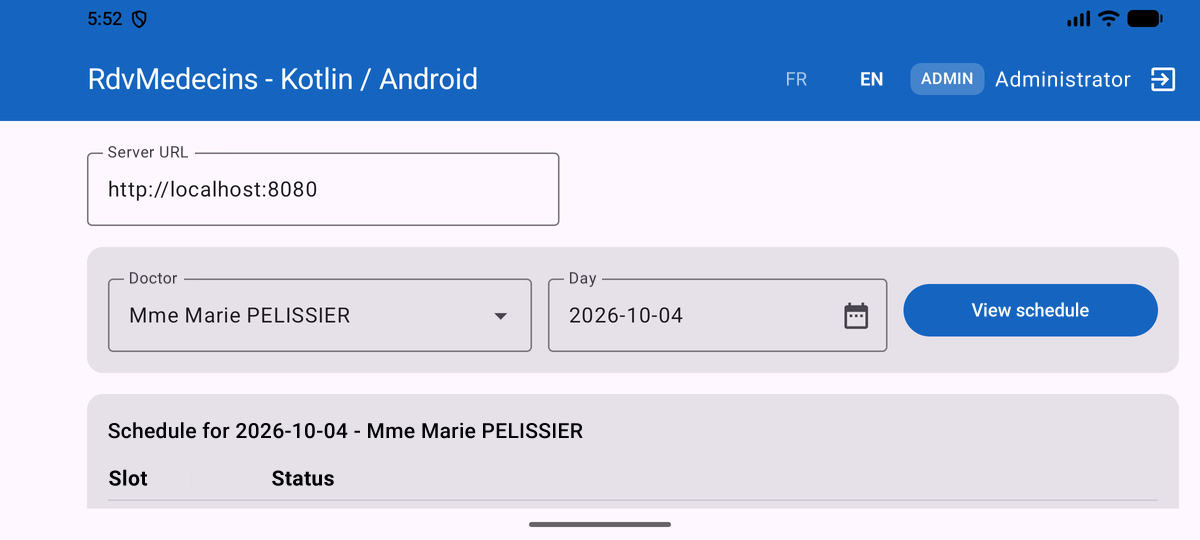 5:52
RdvMedecins - Kotlin / Android
FR EN ADMIN Administrator
Server URL
http://localhost:8080
Doctor
Mme Marie PELISSIER
Day
2026-10-04
View schedule
Schedule for 2026-10-04 - Mme Marie PELISSIER
Slot Status